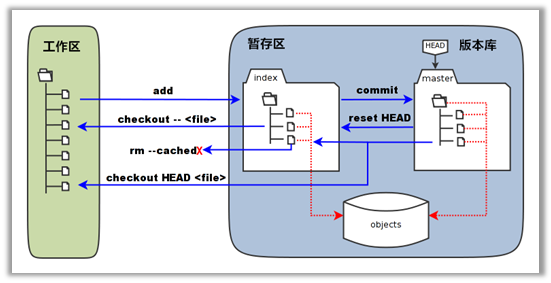 工作区
暂存区
版本库
HEAD
index
master
add
commit
checkout -- <file>
reset HEAD
rm --cached
X
checkout HEAD <file>
objects